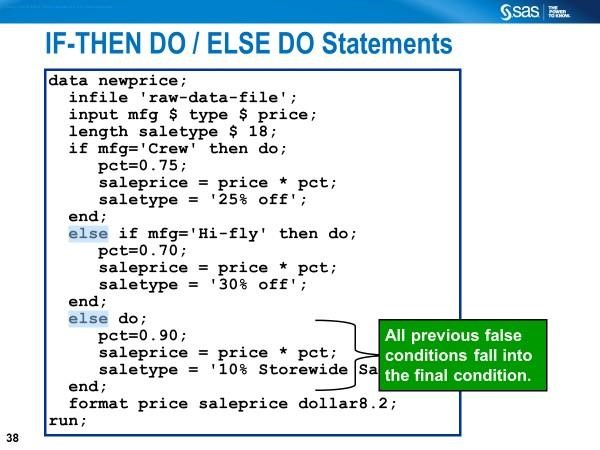 sas THE POWER TO KNOW.
IF-THEN DO / ELSE DO Statements
data newprice;
infile 'raw-data-file';
input mfg $ type $ price;
length saletype $ 18;
if mfg='Crew' then do;
pct=0.75;
saleprice = price * pct;
saletype = '25% off';
end;
else if mfg='Hi-fly' then do;
pct=0.70;
saleprice = price * pct;
saletype = '30% off';
end;
else do;
pct=0.90;
saleprice = price * pct;
saletype = '10% Storewide Sa
end;
format price saleprice dollar8.2;
run;
All previous false
conditions fall into
the final condition.
38